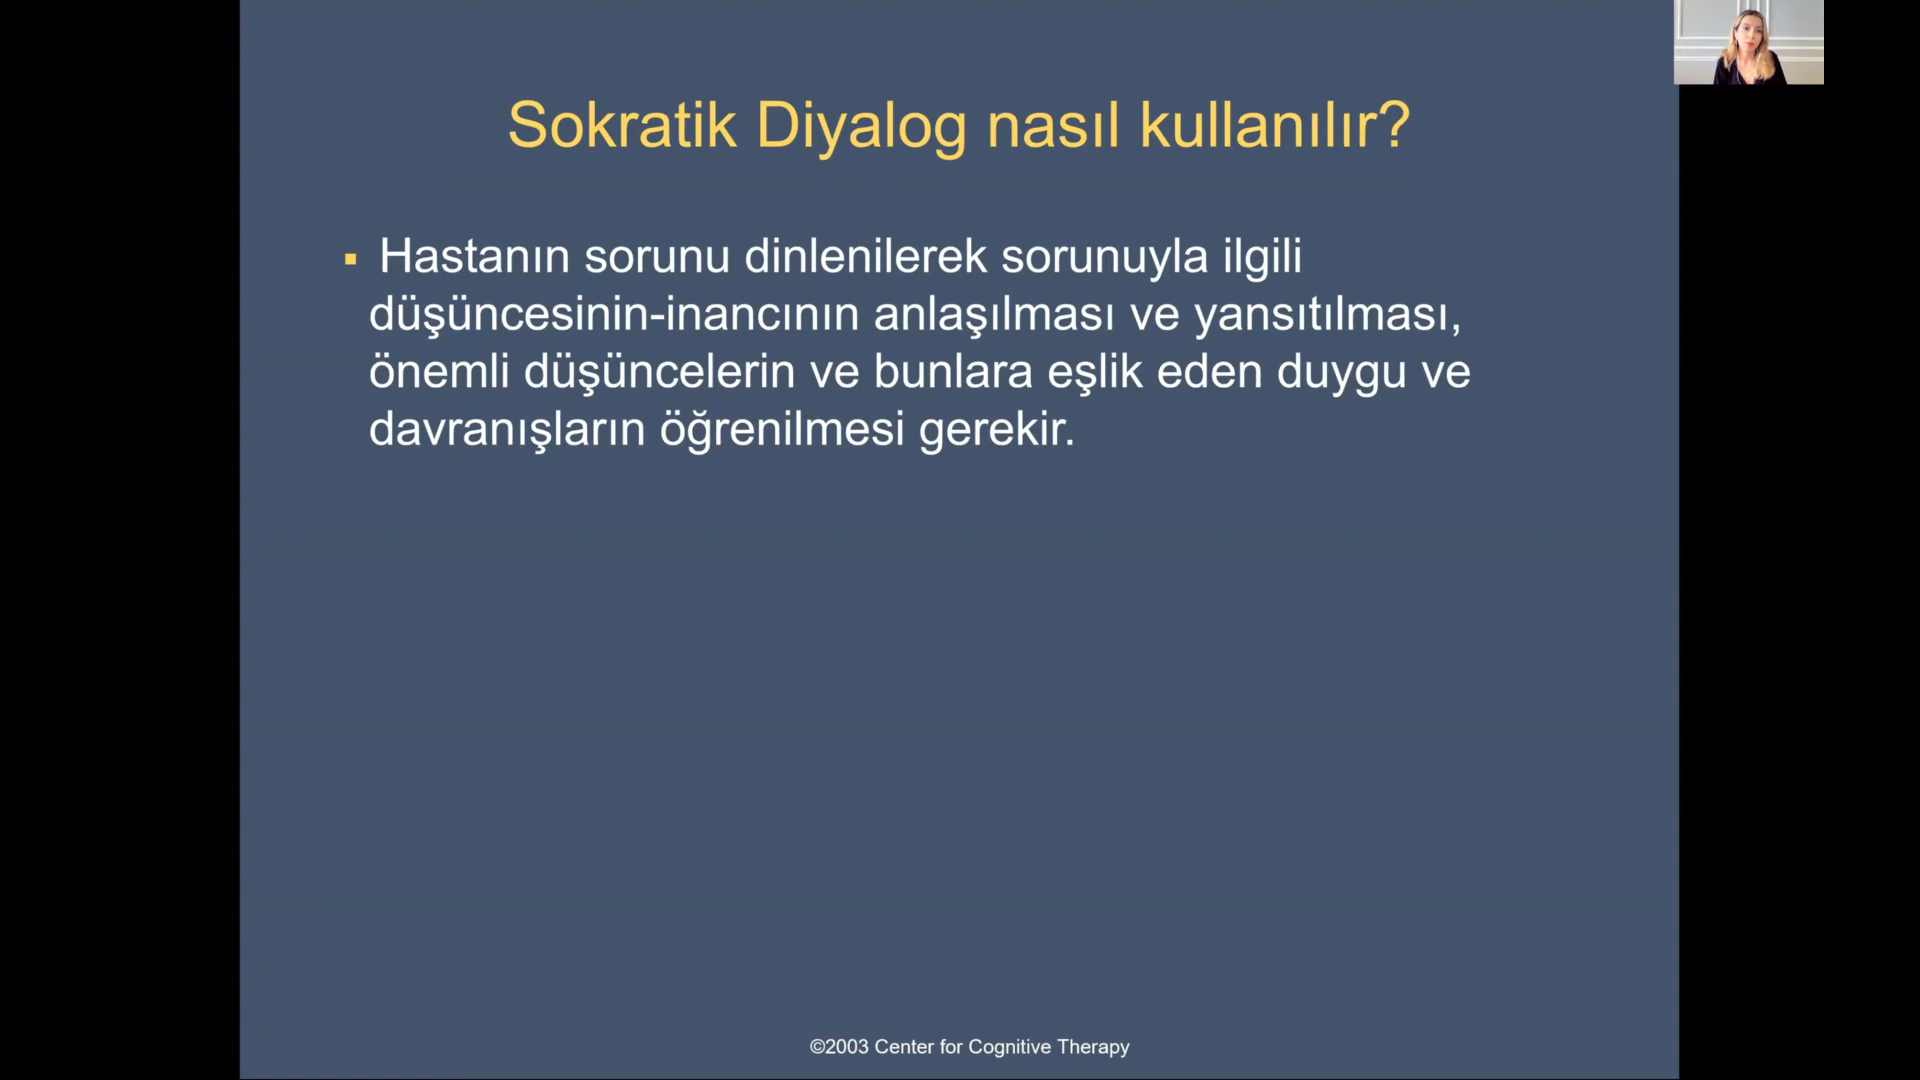 Sokratik Diyalog nasıl kullanılır?
▪ Hastanın sorunu dinlenilerek sorunuyla ilgili
düşüncesinin-inancının anlaşılması ve yansıtılması,
önemli düşüncelerin ve bunlara eşlik eden duygu ve
davranışların öğrenilmesi gerekir.
©2003 Center for Cognitive Therapy